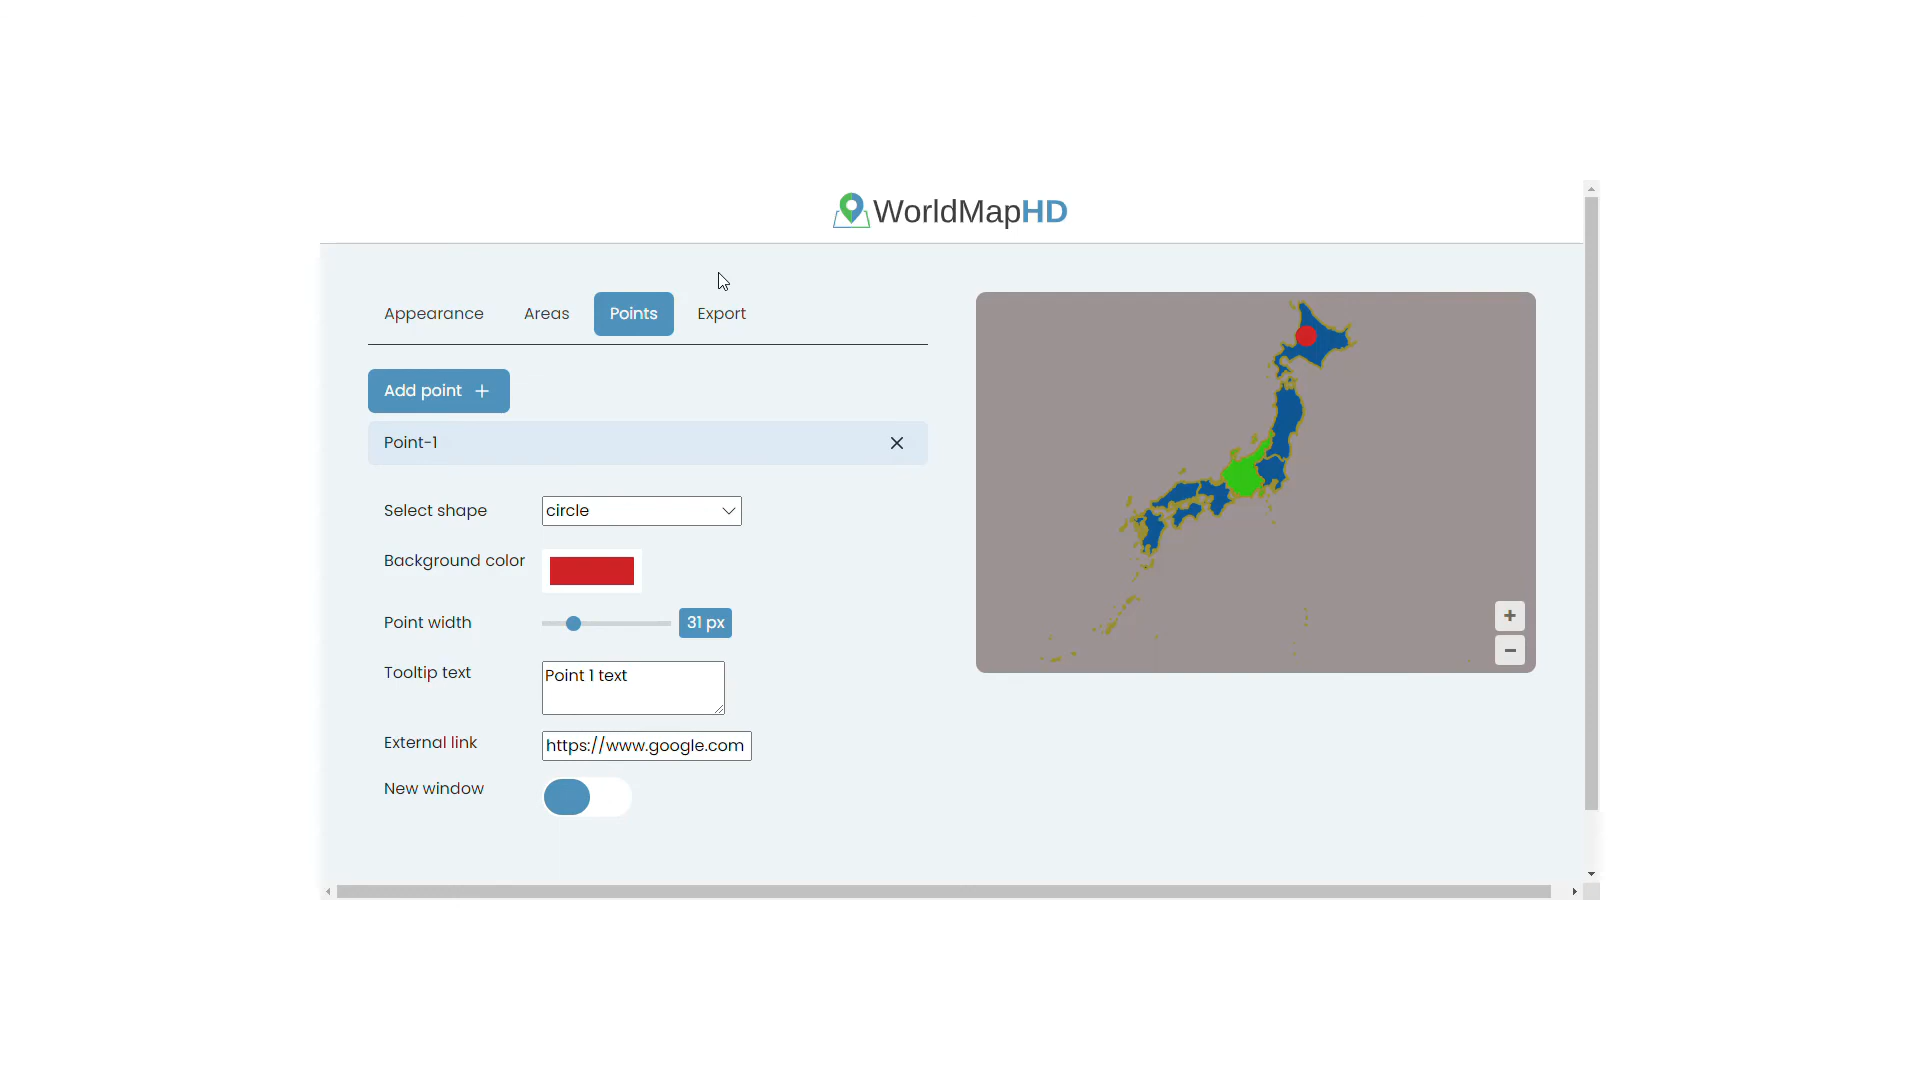 WorldMapHD
Appearance Areas Points Export
Add point +
Point-1
Select shape circle
Background color
Point width 31 px
Tooltip text Point 1 text
External link https://www.google.com
New window